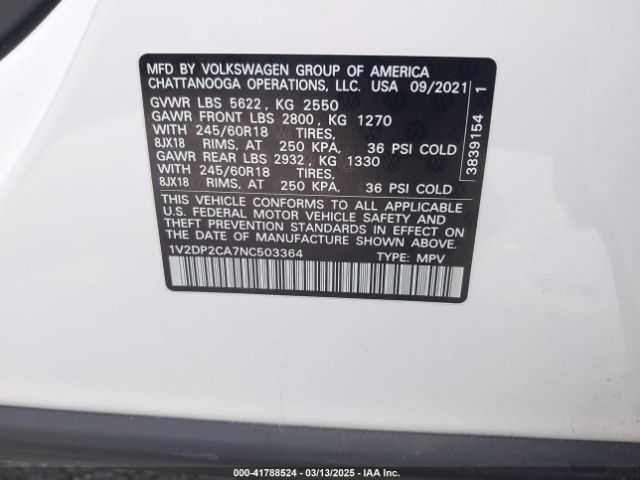 MFD BY VOLKSWAGEN GROUP OF AMERICA
CHATTANOOGA OPERATIONS, LLC. USA 09/2021
GVWR LBS 5622, KG 2550
GAWR FRONT LBS 2800, KG 1270
WITH 245/60R18 TIRES,
8JX18 RIMS, AT 250 KPA, 36 PSI COLD
GAWR REAR LBS 2932, KG 1330
WITH 245/60R18 TIRES,
8JX18 RIMS, AT 250 KPA, 36 PSI COLD
THIS VEHICLE CONFORMS TO ALL APPLICABLE
U.S. FEDERAL MOTOR VEHICLE SAFETY AND
THEFT PREVENTION STANDARDS IN EFFECT ON
THE DATE OF MANUFACTURE SHOWN ABOVE.
1V2DP2CA7NC503364 TYPE: MPV
3839154 1
000-41788524 — 03/13/2025 — IAA Inc.